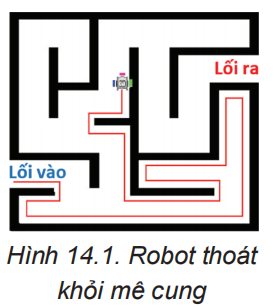 Lối ra
Lối vào
Hình 14.1. Robot thoát
khỏi mê cung